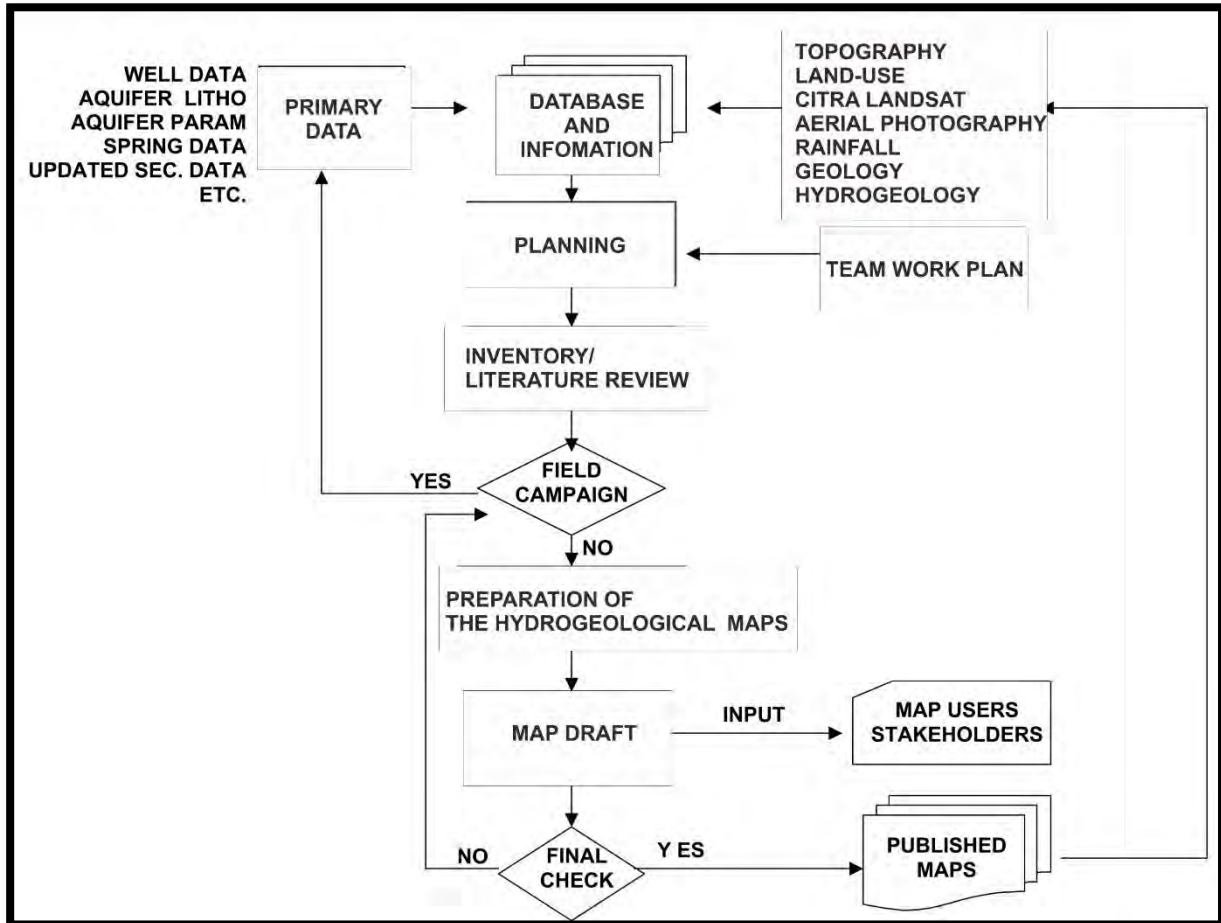 WELL DATA
AQUIFER LITHO
AQUIFER PARAM
SPRING DATA
UPDATED SEC. DATA
ETC.
PRIMARY
DATA
DATABASE
AND
INFOMATION
TOPOGRAPHY
LAND-USE
CITRA LANDSAT
AERIAL PHOTOGRAPHY
RAINFALL
GEOLOGY
HYDROGEOLOGY
PLANNING
TEAM WORK PLAN
INVENTORY/
LITERATURE REVIEW
YES
FIELD
CAMPAIGN
NO
PREPARATION OF
THE HYDROGEOLOGICAL MAPS
MAP DRAFT
INPUT
MAP USERS
STAKEHOLDERS
NO
FINAL
CHECK
Y ES
PUBLISHED
MAPS